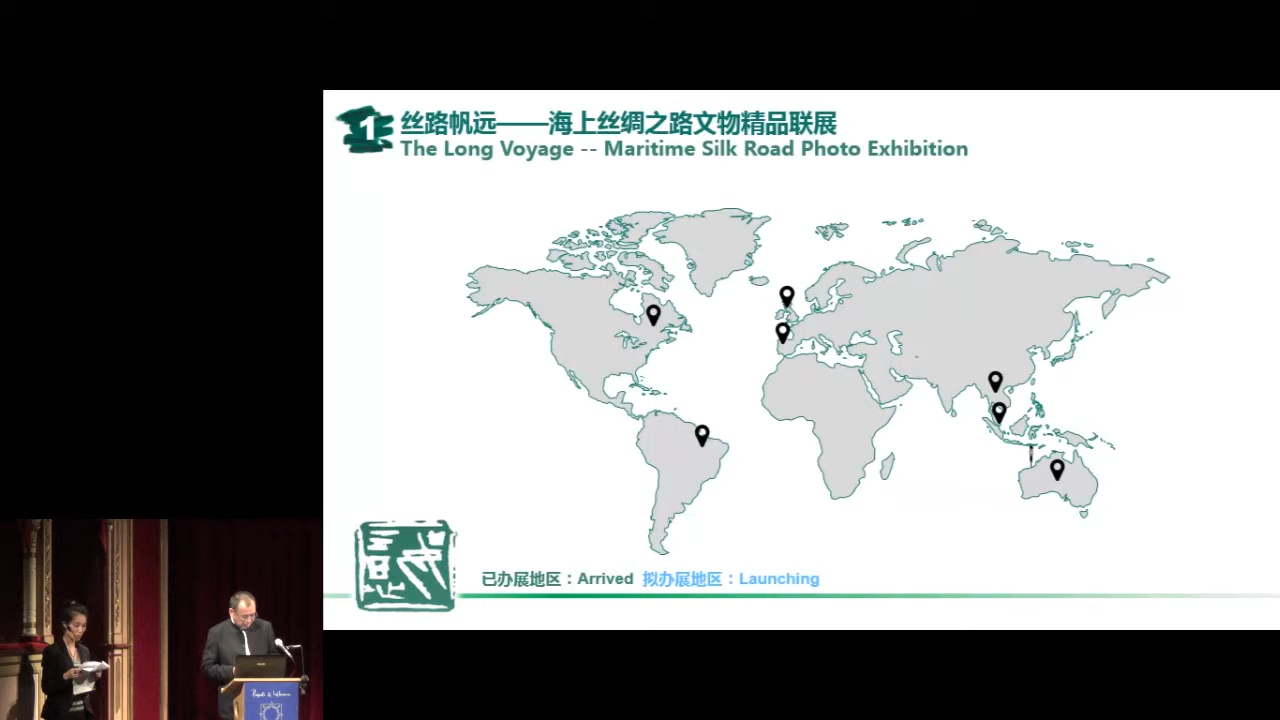 1
丝路帆远——海上丝绸之路文物精品联展
The Long Voyage -- Maritime Silk Road Photo Exhibition
已办展地区：Arrived 拟办展地区：Launching